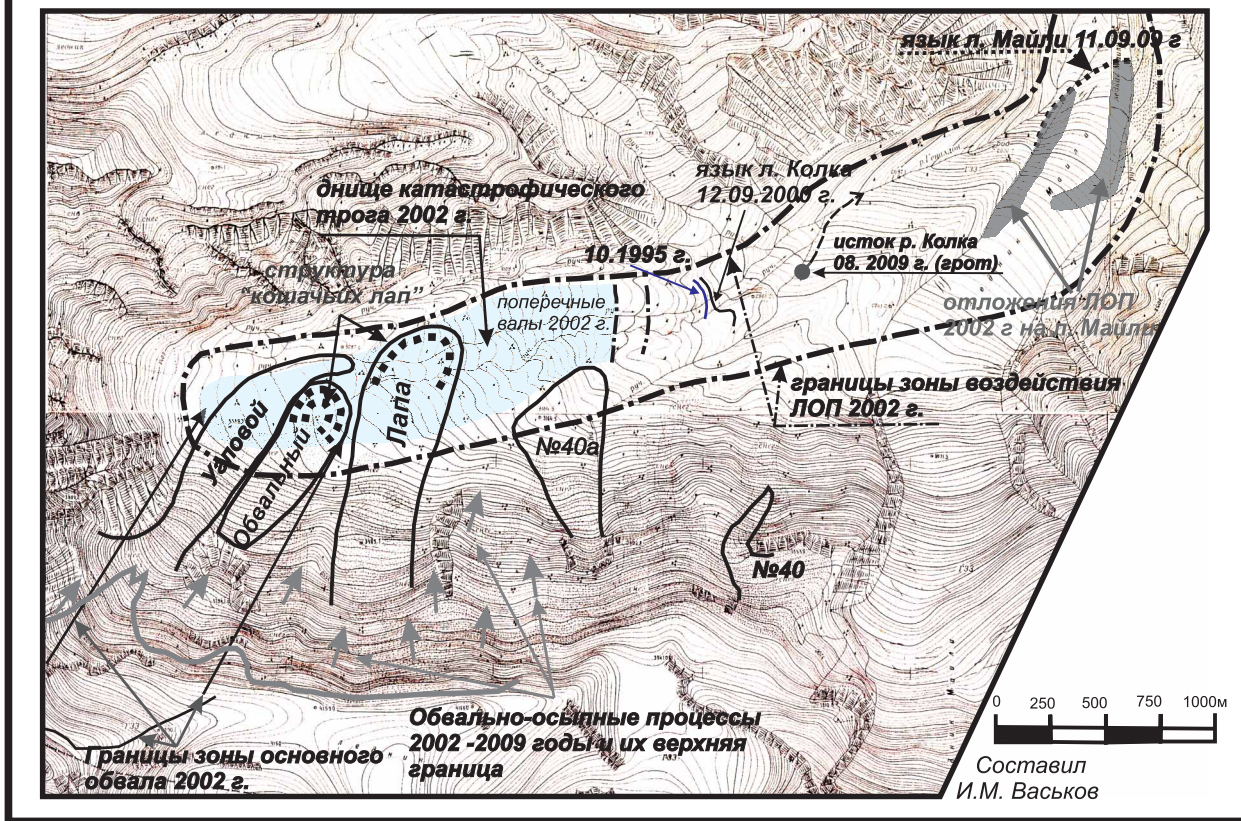 язык л. Майли 11.09.09 г
язык л. Колка
12.09.2000 г.
днище катастрофического
трога 2002 г.
10.1995 г.
исток р. Колка
08. 2009 г. (грот)
структура
"кошачьих лап"
поперечные
валы 2002 г.
отложения ЛОП
2002 г на л. Майли
границы зоны воздействия
ЛОП 2002 г.
Угловой
Обвальный
Лапа
№40а
№40
Обвально-осыпные процессы
2002 -2009 годы и их верхняя
граница
Границы зоны основного
обвала 2002 г.
0 250 500 750 1000м
Составил
И.М. Васьков